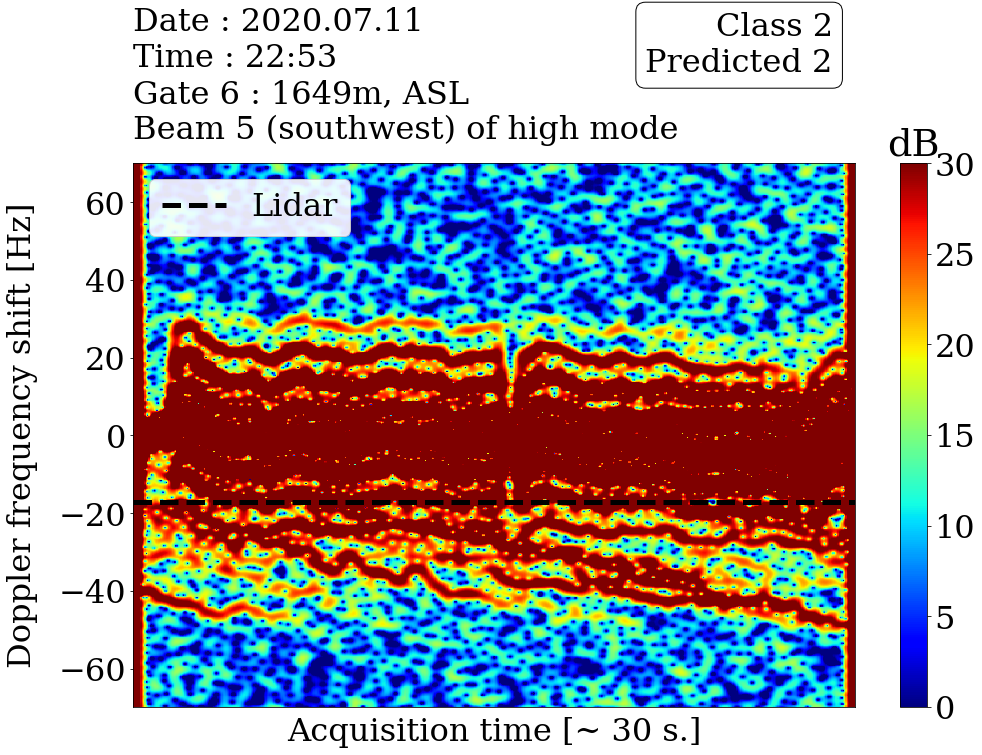 Date : 2020.07.11
Time : 22:53
Gate 6 : 1649m, ASL
Beam 5 (southwest) of high mode
Class 2
Predicted 2
dB
Lidar
Doppler frequency shift [Hz]
60
40
20
0
−20
−40
−60
30
25
20
15
10
5
0
Acquisition time [~ 30 s.]